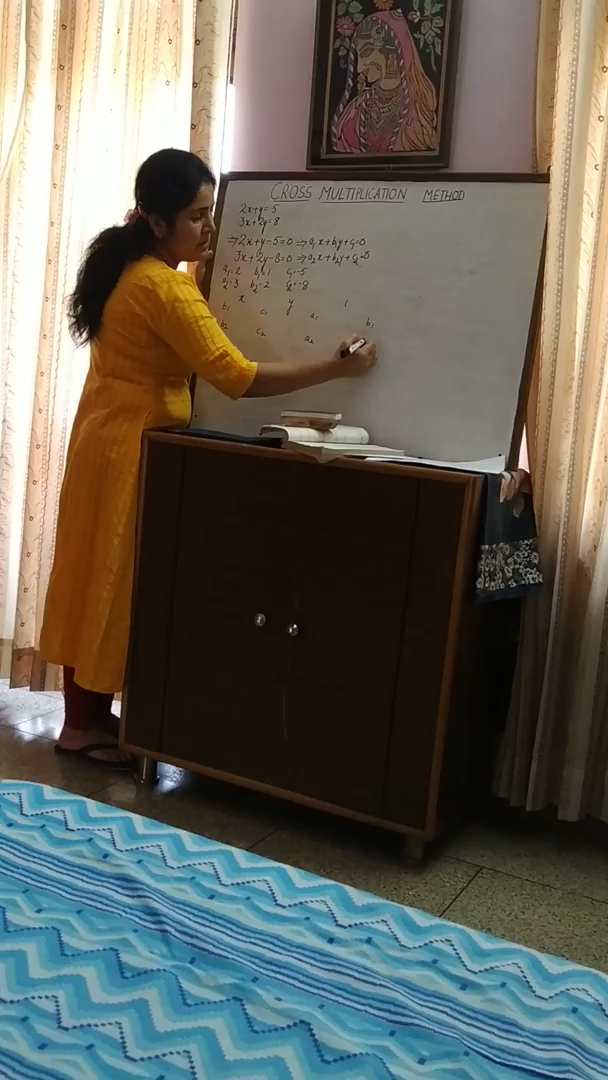 CROSS MULTIPLICATION METHOD
2x+y=5
3x+2y=8
⇒2x+y-5=0 ⇒a₁x+b₁y+c₁=0
3x+2y-8=0 ⇒a₂x+b₂y+c₂=0
a₁=2 b₁=1 c₁=-5
a₂=3 b₂=2 c₂=-8
x y 1
b₁ c₁ a₁ b₁
b₂ c₂ a₂